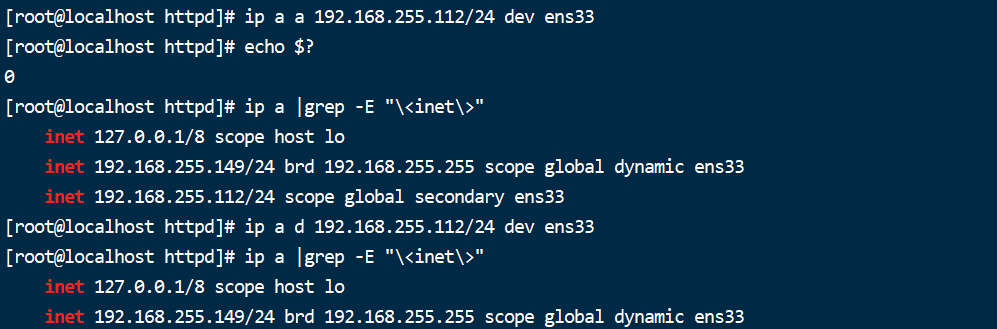 [root@localhost httpd]# ip a a 192.168.255.112/24 dev ens33
[root@localhost httpd]# echo $?
0
[root@localhost httpd]# ip a |grep -E "\<inet\>"
    inet 127.0.0.1/8 scope host lo
    inet 192.168.255.149/24 brd 192.168.255.255 scope global dynamic ens33
    inet 192.168.255.112/24 scope global secondary ens33
[root@localhost httpd]# ip a d 192.168.255.112/24 dev ens33
[root@localhost httpd]# ip a |grep -E "\<inet\>"
    inet 127.0.0.1/8 scope host lo
    inet 192.168.255.149/24 brd 192.168.255.255 scope global dynamic ens33